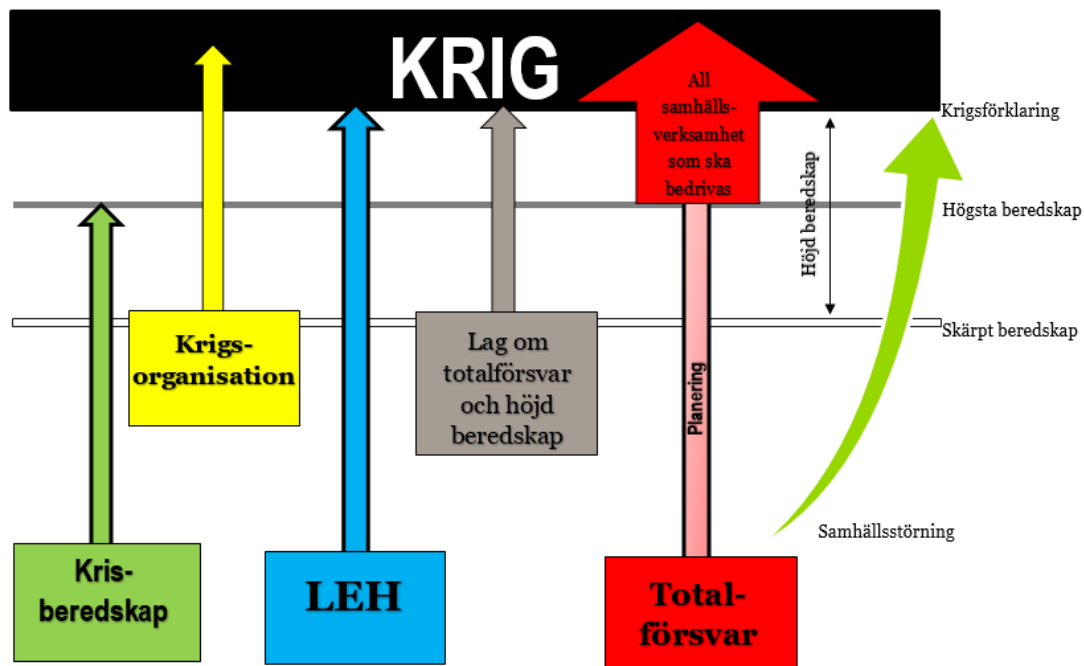 KRIG
All
samhälls-
verksamhet
som ska
bedrivas
Krigsförklaring
Höjd beredskap
Högsta beredskap
Skärpt beredskap
Krigs-
organisation
Lag om
totalförsvar
och höjd
beredskap
Planering
Samhällsstörning
Kris-
beredskap
LEH
Total-
försvar